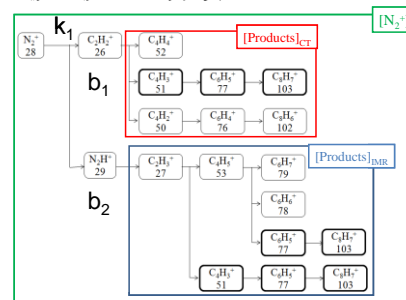 [N₂⁺]
k₁
N₂⁺
28
C₂H₂⁺
26
C₄H₄⁺
52
[Products]CT
b₁
C₄H₃⁺
51
C₆H₅⁺
77
C₈H₇⁺
103
C₄H₂⁺
50
C₆H₄⁺
76
C₈H₆⁺
102
[Products]IMR
N₂H⁺
29
C₂H₃⁺
27
C₄H₅⁺
53
C₆H₇⁺
79
b₂
C₆H₆⁺
78
C₆H₅⁺
77
C₈H₇⁺
103
C₄H₃⁺
51
C₆H₅⁺
77
C₈H₇⁺
103